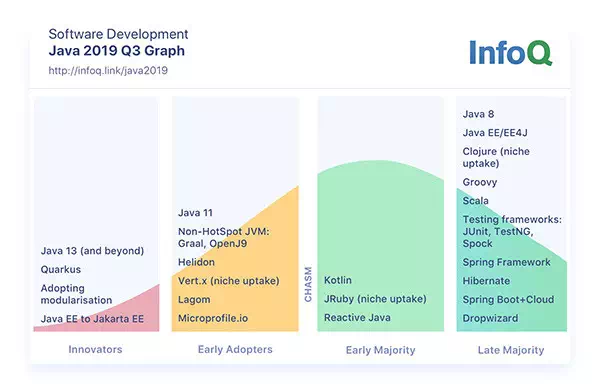 Software Development
Java 2019 Q3 Graph
http://infoq.link/java2019
InfoQ
Java 13 (and beyond)
Quarkus
Adopting
modularisation
Java EE to Jakarta EE
Innovators
Java 11
Non-HotSpot JVM:
Graal, OpenJ9
Helidon
Vert.x (niche uptake)
Lagom
Microprofile.io
Early Adopters
CHASM
Kotlin
JRuby (niche uptake)
Reactive Java
Early Majority
Java 8
Java EE/EE4J
Clojure (niche
uptake)
Groovy
Scala
Testing frameworks:
JUnit, TestNG,
Spock
Spring Framework
Hibernate
Spring Boot+Cloud
Dropwizard
Late Majority